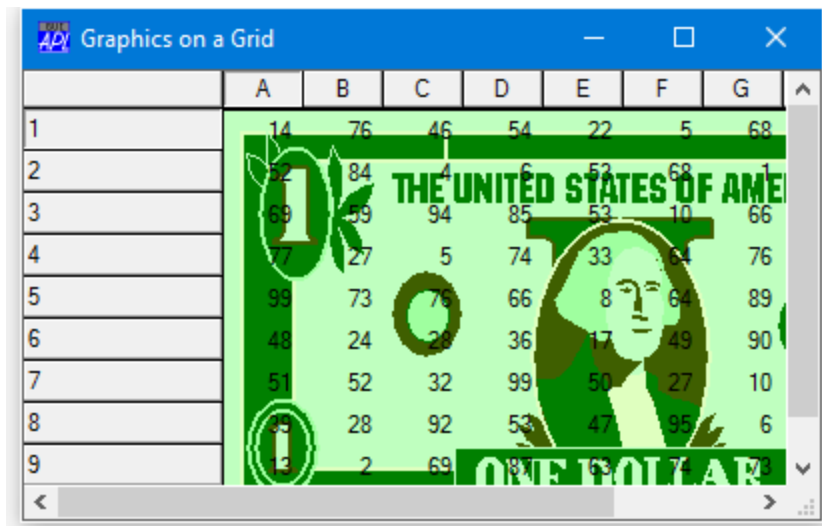 GUI API Graphics on a Grid
A B C D E F G
1 14 76 46 54 22 5 68
2 52 84 4 6 53 68 1
THE UNITED STATES OF AME
3 69 59 94 85 53 10 66
4 77 27 5 74 33 64 76
5 99 73 76 66 8 64 89
6 48 24 28 36 17 49 90
7 51 52 32 99 50 27 10
8 39 28 92 53 47 95 6
9 13 2 69 87 63 74 73
ONE DOLLAR
1
1